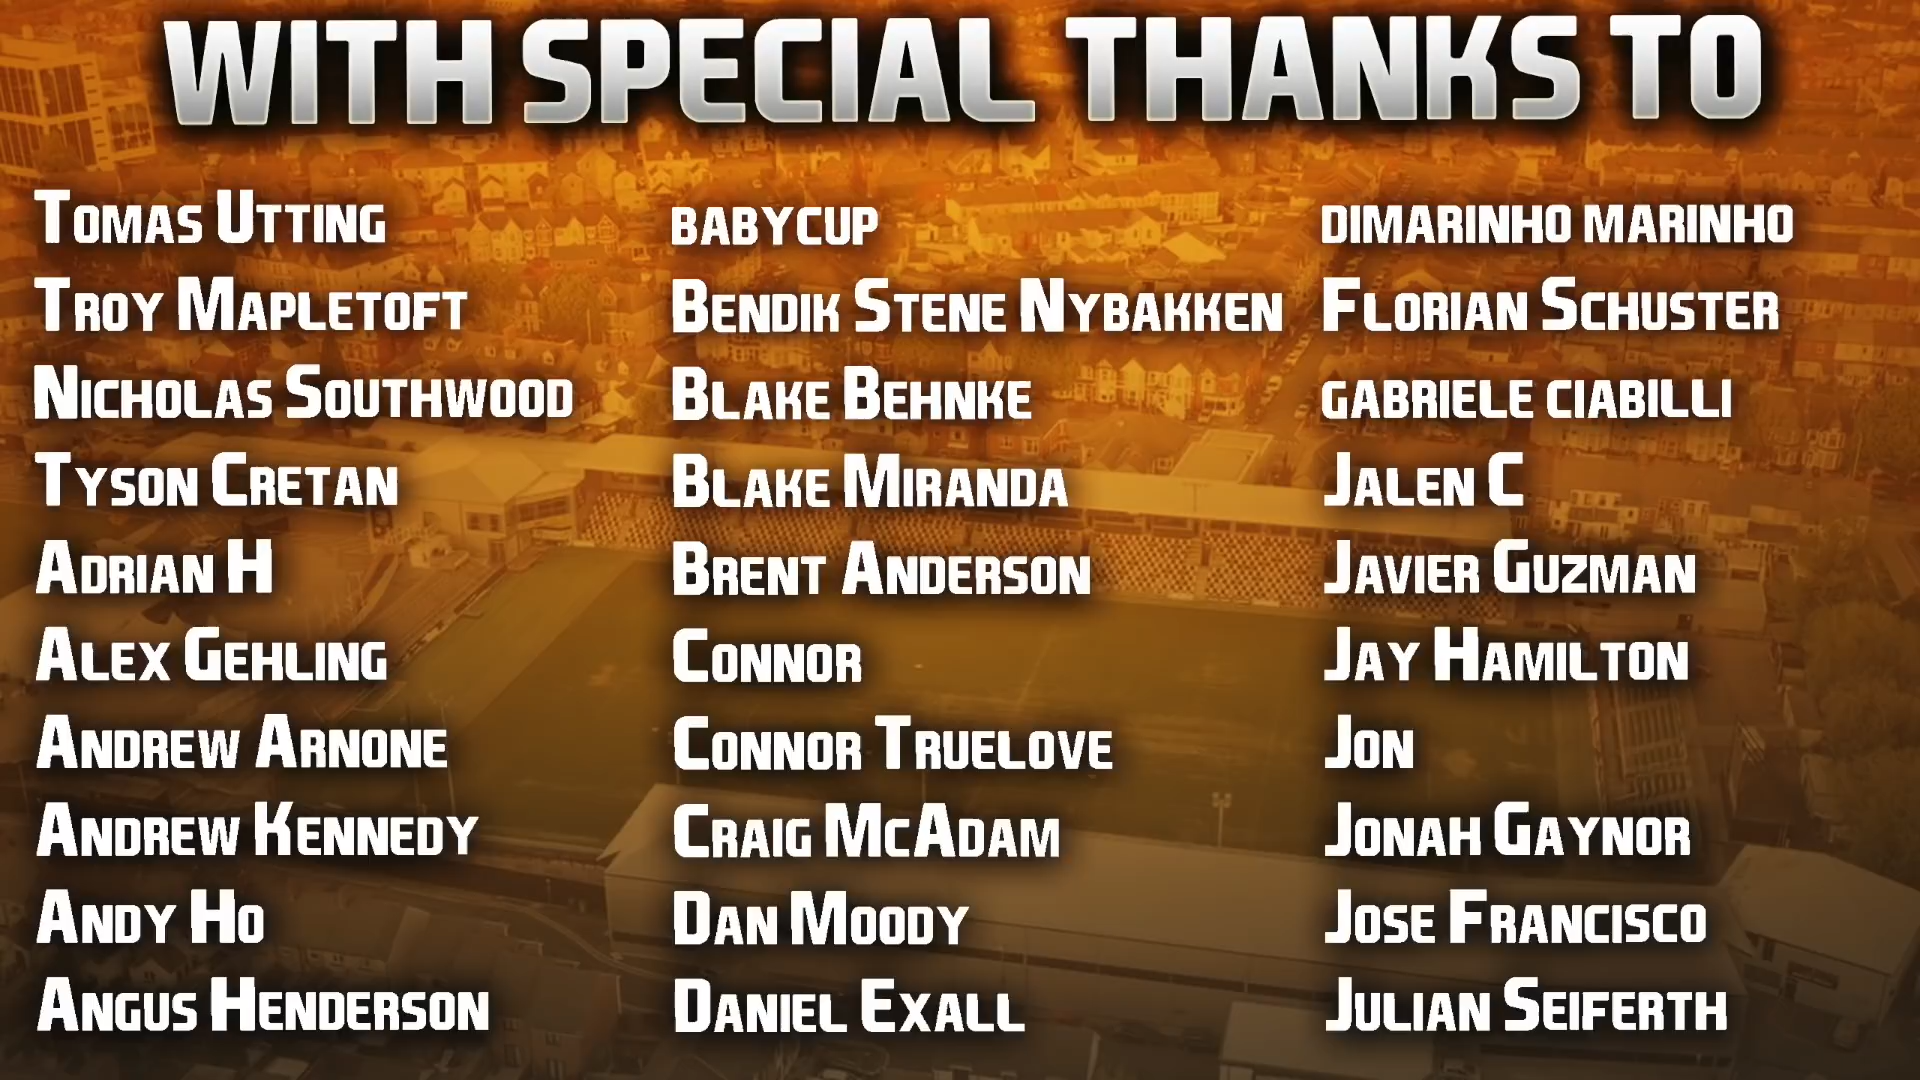 WITH SPECIAL THANKS TO
Tomas Utting
Troy Mapletoft
Nicholas Southwood
Tyson Cretan
Adrian H
Alex Gehling
Andrew Arnone
Andrew Kennedy
Andy Ho
Angus Henderson
babycup
Bendik Stene Nybakken
Blake Behnke
Blake Miranda
Brent Anderson
Connor
Connor Truelove
Craig McAdam
Dan Moody
Daniel Exall
dimarinho marinho
Florian Schuster
gabriele ciabilli
Jalen C
Javier Guzman
Jay Hamilton
Jon
Jonah Gaynor
Jose Francisco
Julian Seiferth